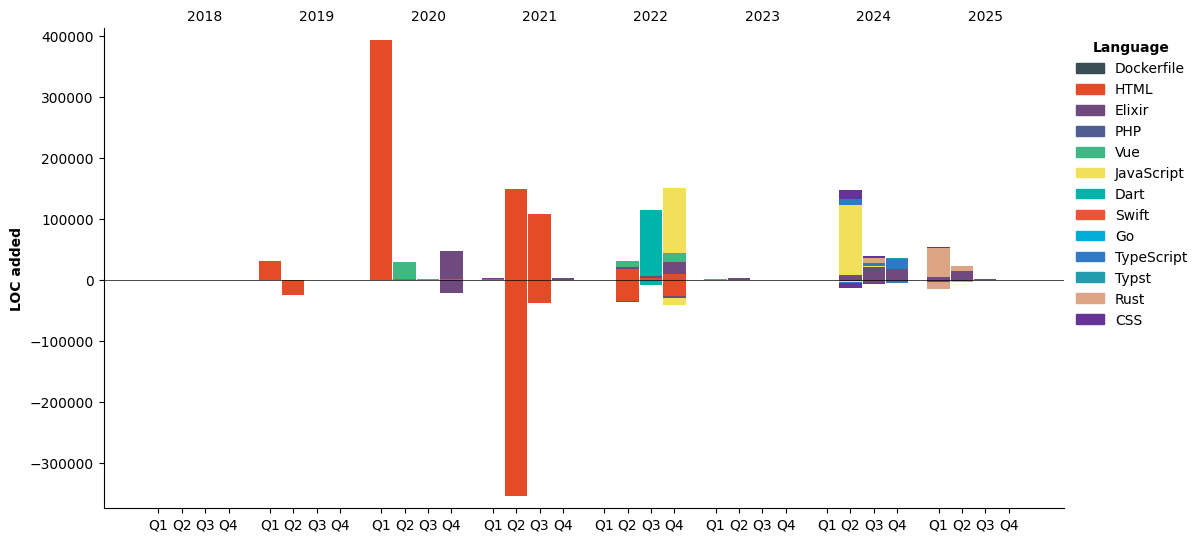 2018 2019 2020 2021 2022 2023 2024 2025
LOC added
400000
300000
200000
100000
0
−100000
−200000
−300000
Q1 Q2 Q3 Q4 Q1 Q2 Q3 Q4 Q1 Q2 Q3 Q4 Q1 Q2 Q3 Q4 Q1 Q2 Q3 Q4 Q1 Q2 Q3 Q4 Q1 Q2 Q3 Q4 Q1 Q2 Q3 Q4
Language
Dockerfile
HTML
Elixir
PHP
Vue
JavaScript
Dart
Swift
Go
TypeScript
Typst
Rust
CSS